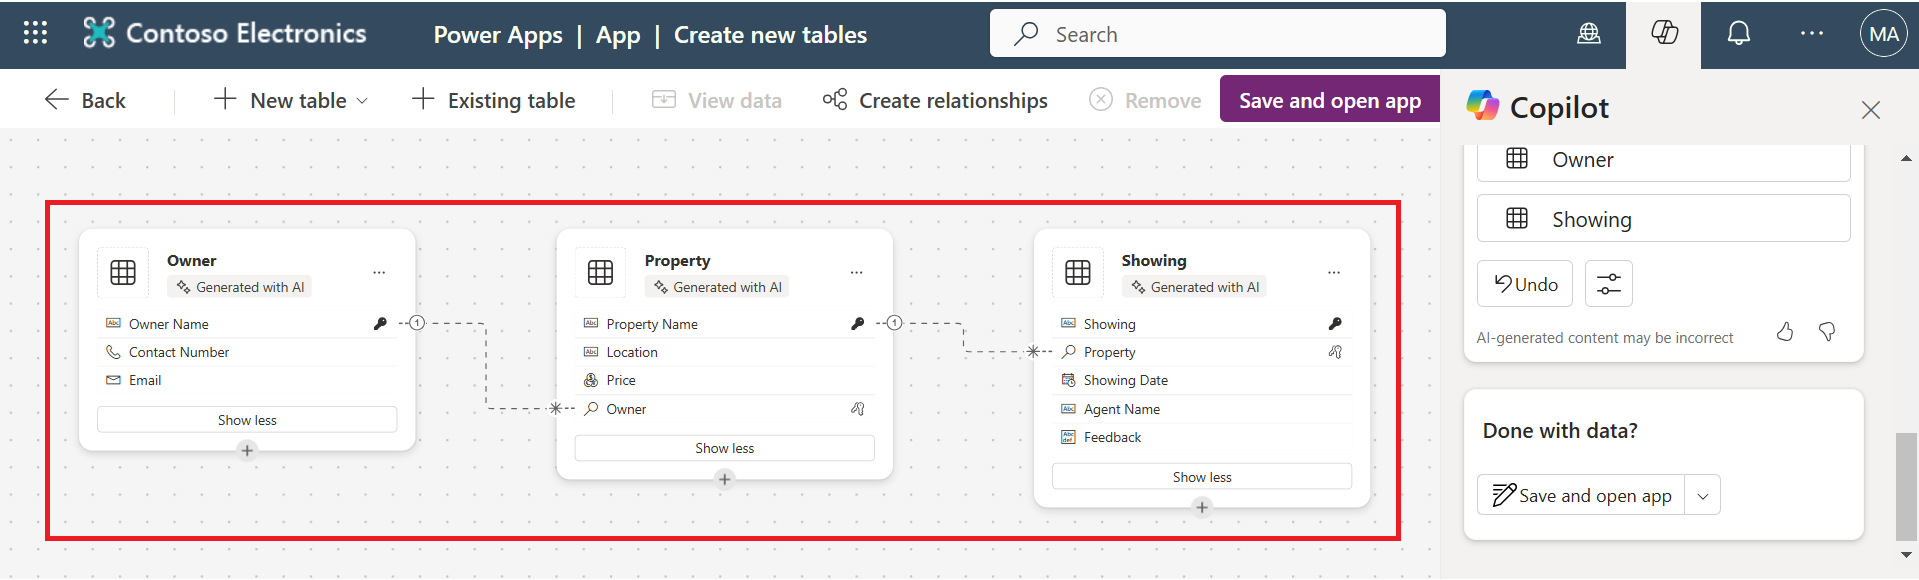 Contoso Electronics
Power Apps | App | Create new tables
Search
MA
Back
New table
Existing table
View data
Create relationships
Remove
Save and open app
Copilot
Owner
Showing
Undo
AI-generated content may be incorrect
Done with data?
Save and open app
Owner
Generated with AI
Owner Name
1
Contact Number
Email
Show less
Property
Generated with AI
Property Name
1
Location
Price
Owner
Show less
Showing
Generated with AI
Showing
Property
Showing Date
Agent Name
Feedback
Show less